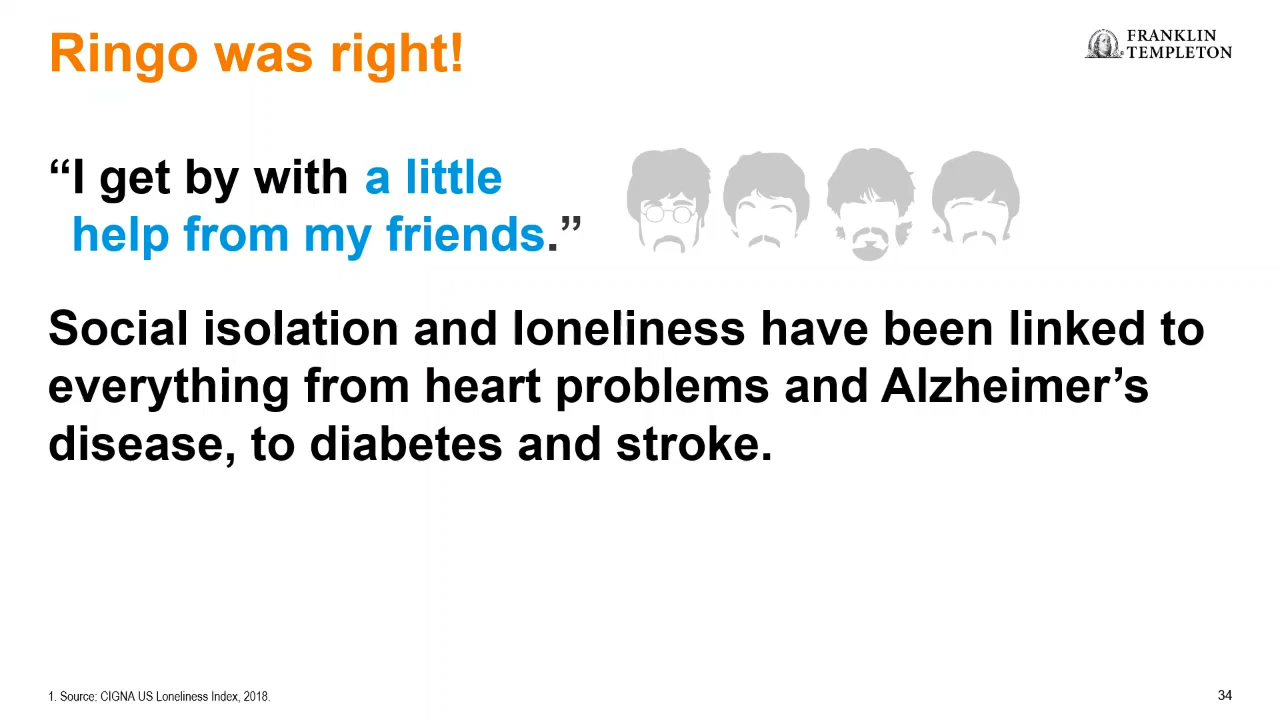 Ringo was right!
FRANKLIN
TEMPLETON
“I get by with a little
help from my friends.”
Social isolation and loneliness have been linked to
everything from heart problems and Alzheimer’s
disease, to diabetes and stroke.
1. Source: CIGNA US Loneliness Index, 2018.
34